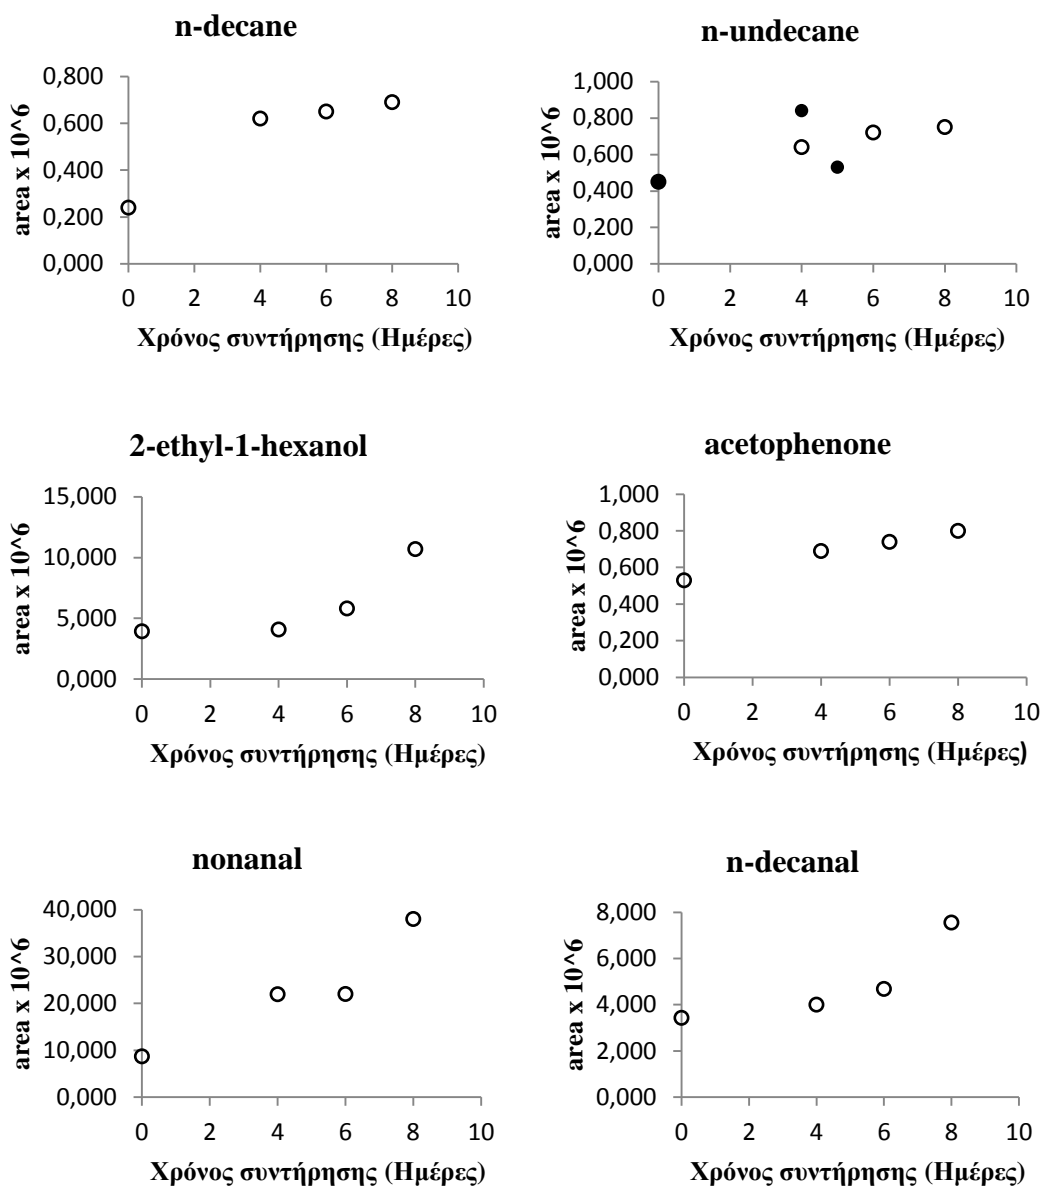 n-decane
0,800
0,600
0,400
0,200
0,000
area x 10^6
0 2 4 6 8 10
Χρόνος συντήρησης (Ημέρες)
n-undecane
1,000
0,800
0,600
0,400
0,200
0,000
area x 10^6
0 2 4 6 8 10
Χρόνος συντήρησης (Ημέρες)
2-ethyl-1-hexanol
15,000
10,000
5,000
0,000
area x 10^6
0 2 4 6 8 10
Χρόνος συντήρησης (Ημέρες)
acetophenone
1,000
0,800
0,600
0,400
0,200
0,000
area x 10^6
0 2 4 6 8 10
Χρόνος συντήρησης (Ημέρες)
nonanal
40,000
30,000
20,000
10,000
0,000
area x 10^6
0 2 4 6 8 10
Χρόνος συντήρησης (Ημέρες)
n-decanal
8,000
6,000
4,000
2,000
0,000
area x 10^6
0 2 4 6 8 10
Χρόνος συντήρησης (Ημέρες)